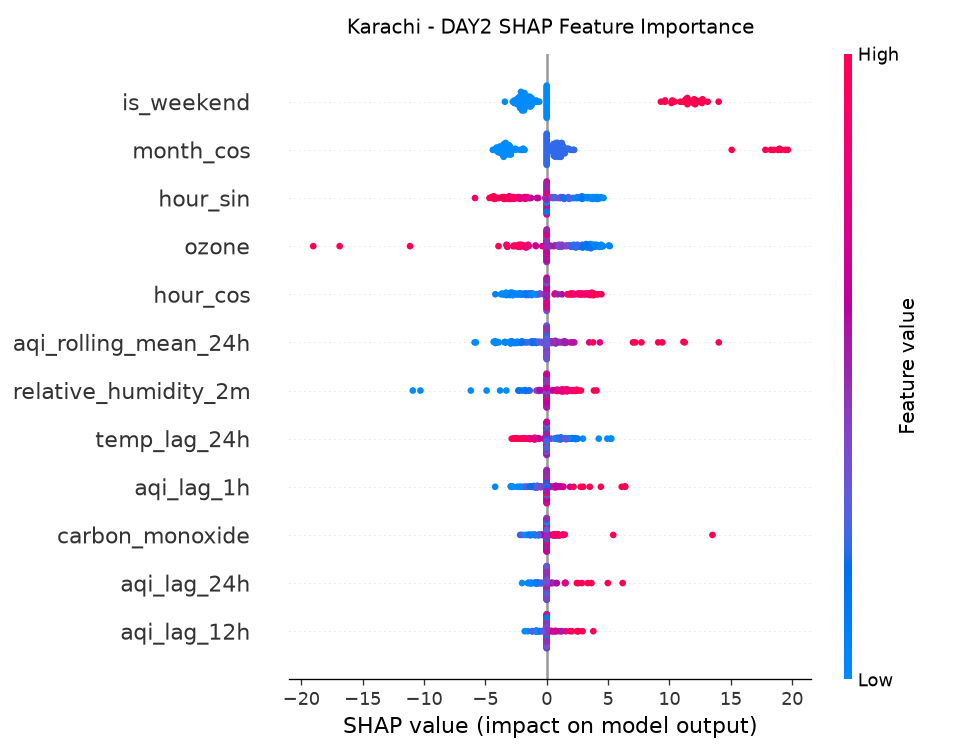 Karachi - DAY2 SHAP Feature Importance
High
is_weekend
month_cos
hour_sin
ozone
hour_cos
aqi_rolling_mean_24h
relative_humidity_2m
temp_lag_24h
aqi_lag_1h
carbon_monoxide
aqi_lag_24h
aqi_lag_12h
Feature value
Low
−20 −15 −10 −5 0 5 10 15 20
SHAP value (impact on model output)